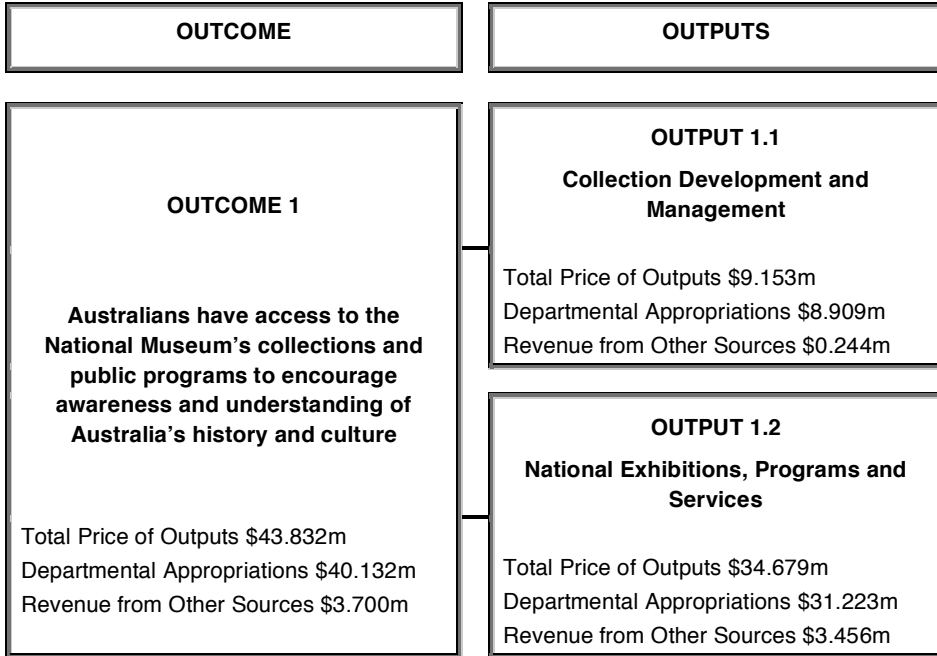 OUTCOME
OUTPUTS
OUTCOME 1
Australians have access to the
National Museum's collections and
public programs to encourage
awareness and understanding of
Australia's history and culture
Total Price of Outputs $43.832m
Departmental Appropriations $40.132m
Revenue from Other Sources $3.700m
OUTPUT 1.1
Collection Development and
Management
Total Price of Outputs $9.153m
Departmental Appropriations $8.909m
Revenue from Other Sources $0.244m
OUTPUT 1.2
National Exhibitions, Programs and
Services
Total Price of Outputs $34.679m
Departmental Appropriations $31.223m
Revenue from Other Sources $3.456m